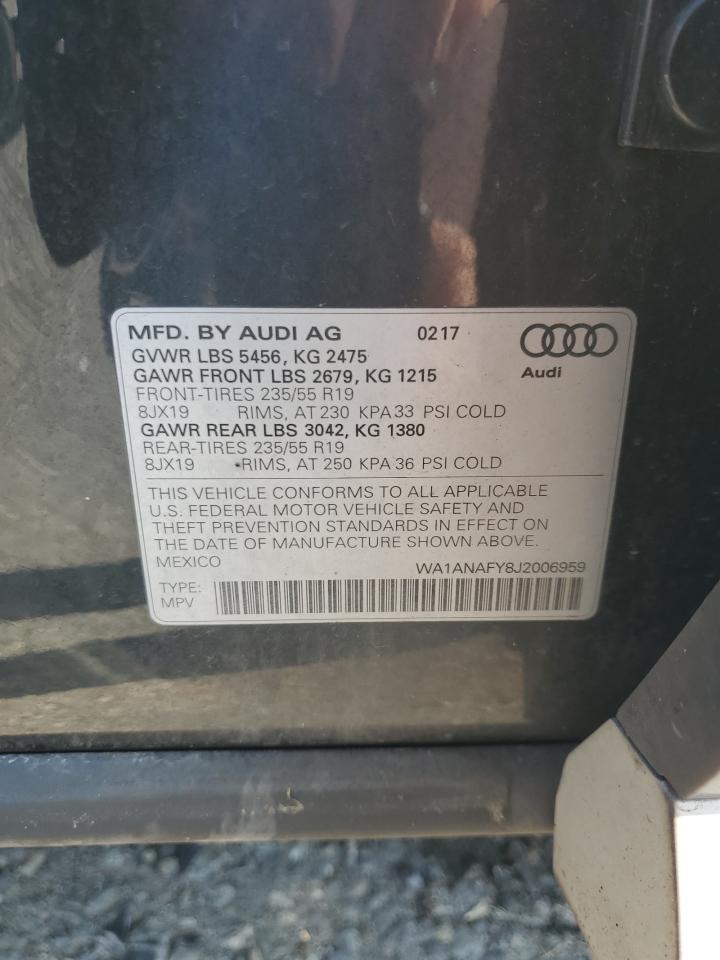 MFD. BY AUDI AG 0217
GVWR LBS 5456, KG 2475
Audi
GAWR FRONT LBS 2679, KG 1215
FRONT-TIRES 235/55 R19
8JX19 RIMS, AT 230 KPA 33 PSI COLD
GAWR REAR LBS 3042, KG 1380
REAR-TIRES 235/55 R19
8JX19 RIMS, AT 250 KPA 36 PSI COLD
THIS VEHICLE CONFORMS TO ALL APPLICABLE
U.S. FEDERAL MOTOR VEHICLE SAFETY AND
THEFT PREVENTION STANDARDS IN EFFECT ON
THE DATE OF MANUFACTURE SHOWN ABOVE.
MEXICO WA1ANAFY8J2006959
TYPE:
MPV